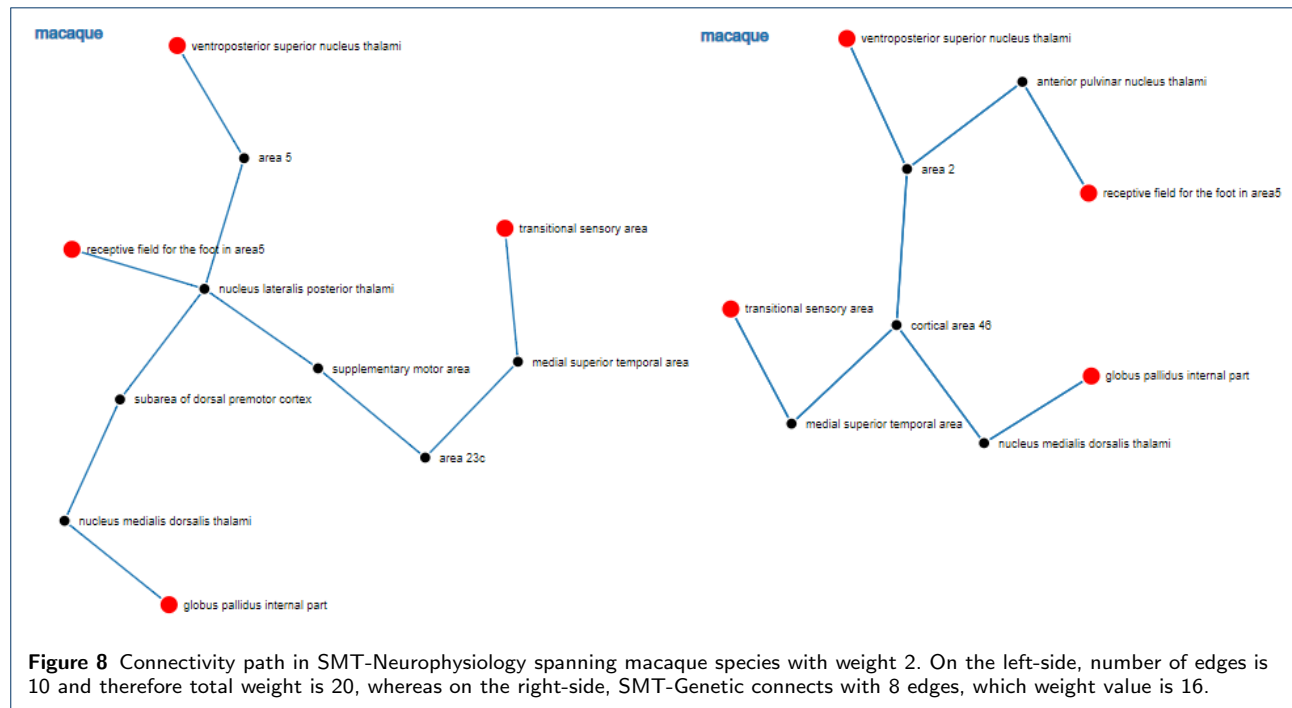 macaque
ventroposterior superior nucleus thalami
area 5
receptive field for the foot in area5
transitional sensory area
nucleus lateralis posterior thalami
supplementary motor area
medial superior temporal area
subarea of dorsal premotor cortex
area 23c
nucleus medialis dorsalis thalami
globus pallidus internal part
macaque
ventroposterior superior nucleus thalami
anterior pulvinar nucleus thalami
area 2
receptive field for the foot in area5
transitional sensory area
cortical area 46
globus pallidus internal part
medial superior temporal area
nucleus medialis dorsalis thalami
Figure 8 Connectivity path in SMT-Neurophysiology spanning macaque species with weight 2. On the left-side, number of edges is
10 and therefore total weight is 20, whereas on the right-side, SMT-Genetic connects with 8 edges, which weight value is 16.